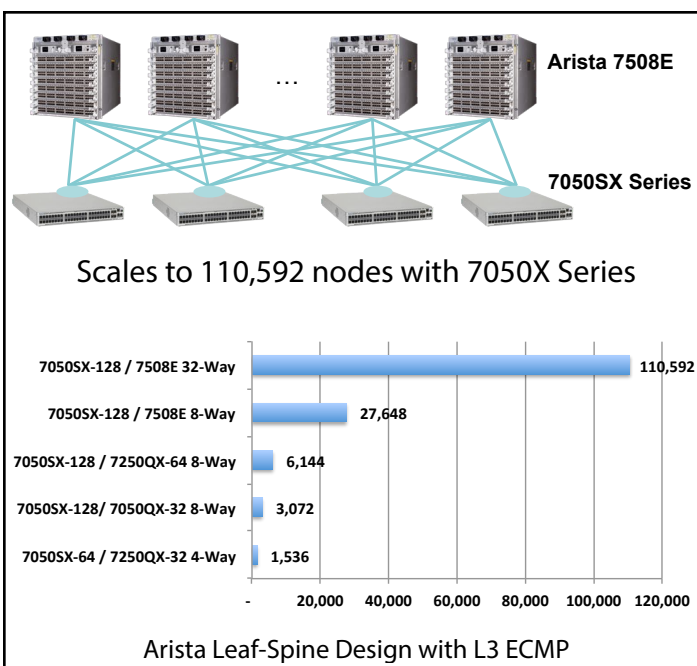 Arista 7508E
...
7050SX Series
Scales to 110,592 nodes with 7050X Series
7050SX-128 / 7508E 32-Way 110,592
7050SX-128 / 7508E 8-Way 27,648
7050SX-128 / 7250QX-64 8-Way 6,144
7050SX-128/ 7050QX-32 8-Way 3,072
7050SX-64 / 7250QX-32 4-Way 1,536
- 20,000 40,000 60,000 80,000 100,000 120,000
Arista Leaf-Spine Design with L3 ECMP